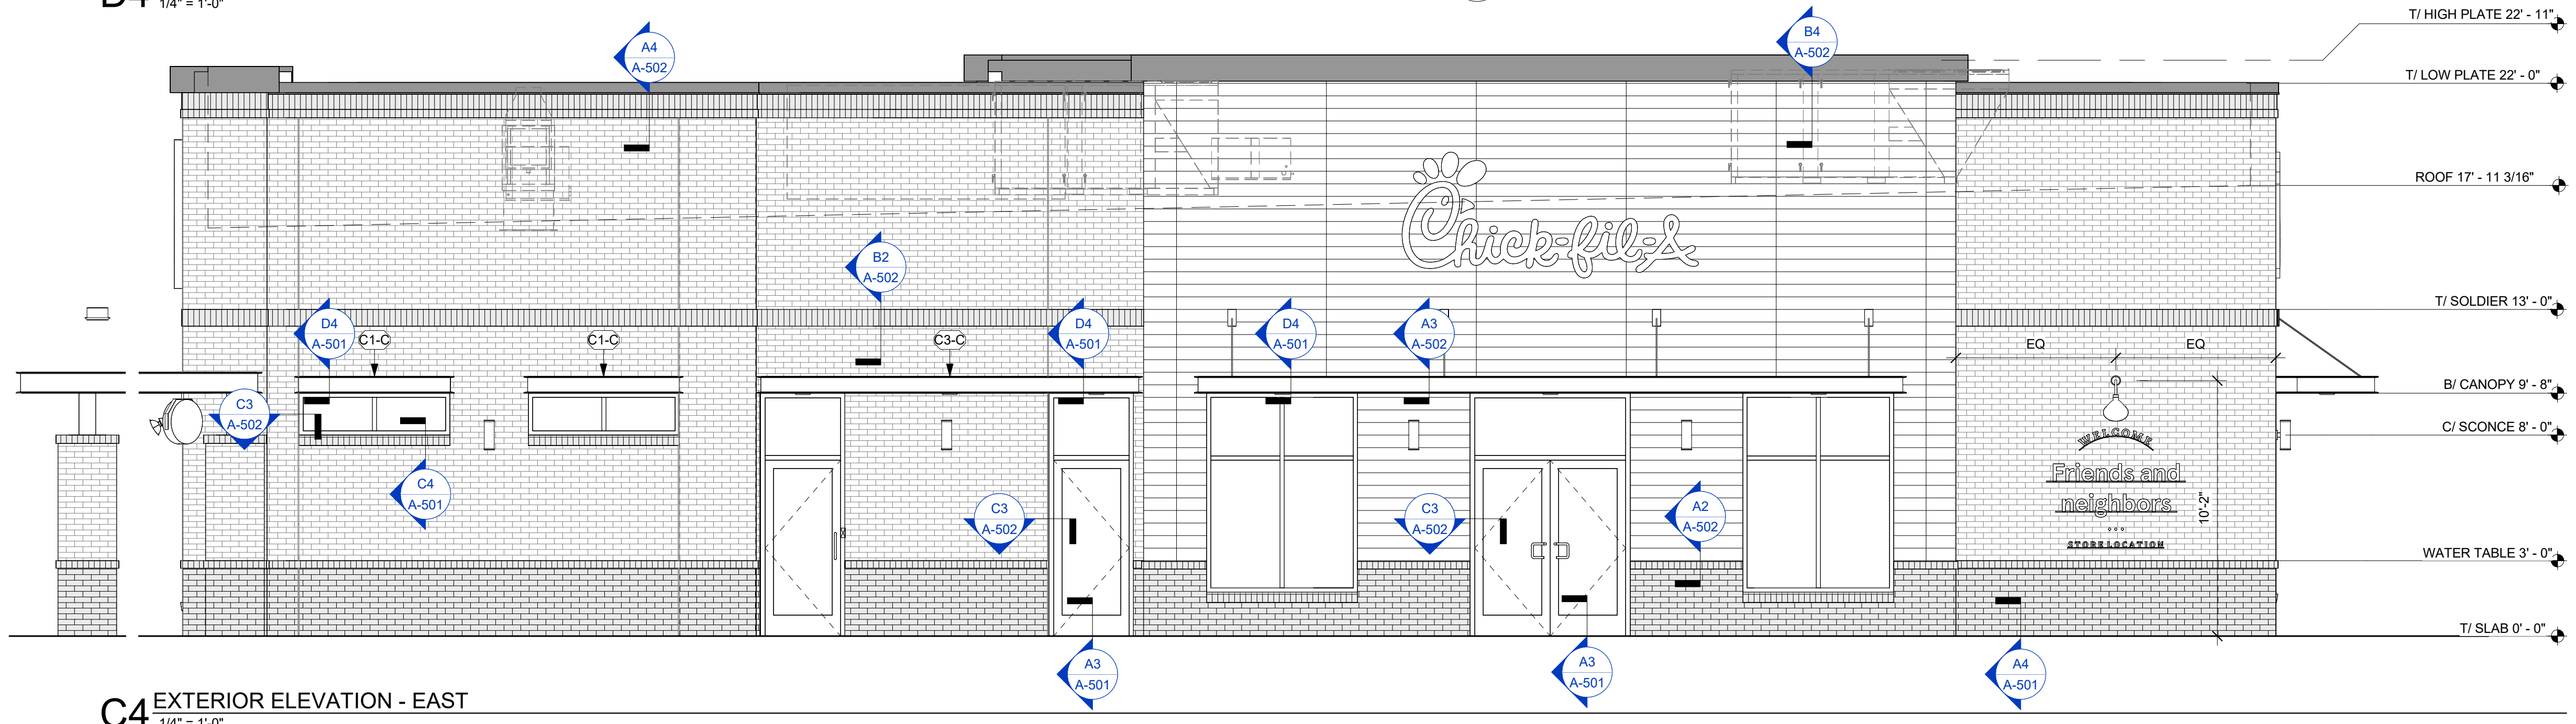 D4
1/4" = 1'-0"
T/ HIGH PLATE 22' - 11"
A4
A-502
B4
A-502
T/ LOW PLATE 22' - 0"
ROOF 17' - 11 3/16"
Chick-fil-A
B2
A-502
T/ SOLDIER 13' - 0"
D4
A-501
C1-C
C1-C
C3-C
D4
A-501
D4
A-501
A3
A-502
EQ
EQ
B/ CANOPY 9' - 8"
C3
A-502
C/ SCONCE 8' - 0"
WELCOME
Friends and
neighbors
...
STORE LOCATION
10'-2"
C4
A-501
C3
A-502
C3
A-502
A2
A-502
WATER TABLE 3' - 0"
T/ SLAB 0' - 0"
A3
A-501
A3
A-501
A4
A-501
C4
EXTERIOR ELEVATION - EAST
1/4" = 1'-0"